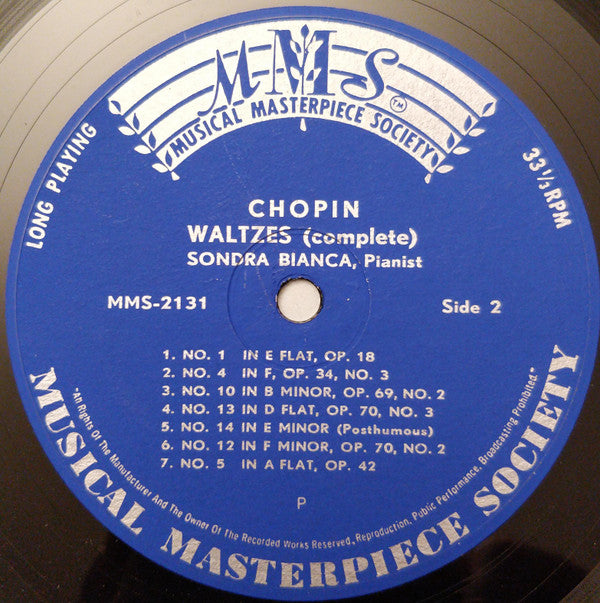 MMS
TM
MUSICAL MASTERPIECE SOCIETY
LONG PLAYING
33 1/3 RPM
CHOPIN
WALTZES (complete)
SONDRA BIANCA, Pianist
MMS-2131
Side 2
1. NO. 1 IN E FLAT, OP. 18
2. NO. 4 IN F, OP. 34, NO. 3
3. NO. 10 IN B MINOR, OP. 69, NO. 2
4. NO. 13 IN D FLAT, OP. 70, NO. 3
5. NO. 14 IN E MINOR (Posthumous)
6. NO. 12 IN F MINOR, OP. 70, NO. 2
7. NO. 5 IN A FLAT, OP. 42
P
"An Rights Of The Manufacturer And The Owner Of The Recorded Works Reserved, Reproduction, Public Performance, Broadcasting Prohibited."
MUSICAL MASTERPIECE SOCIETY